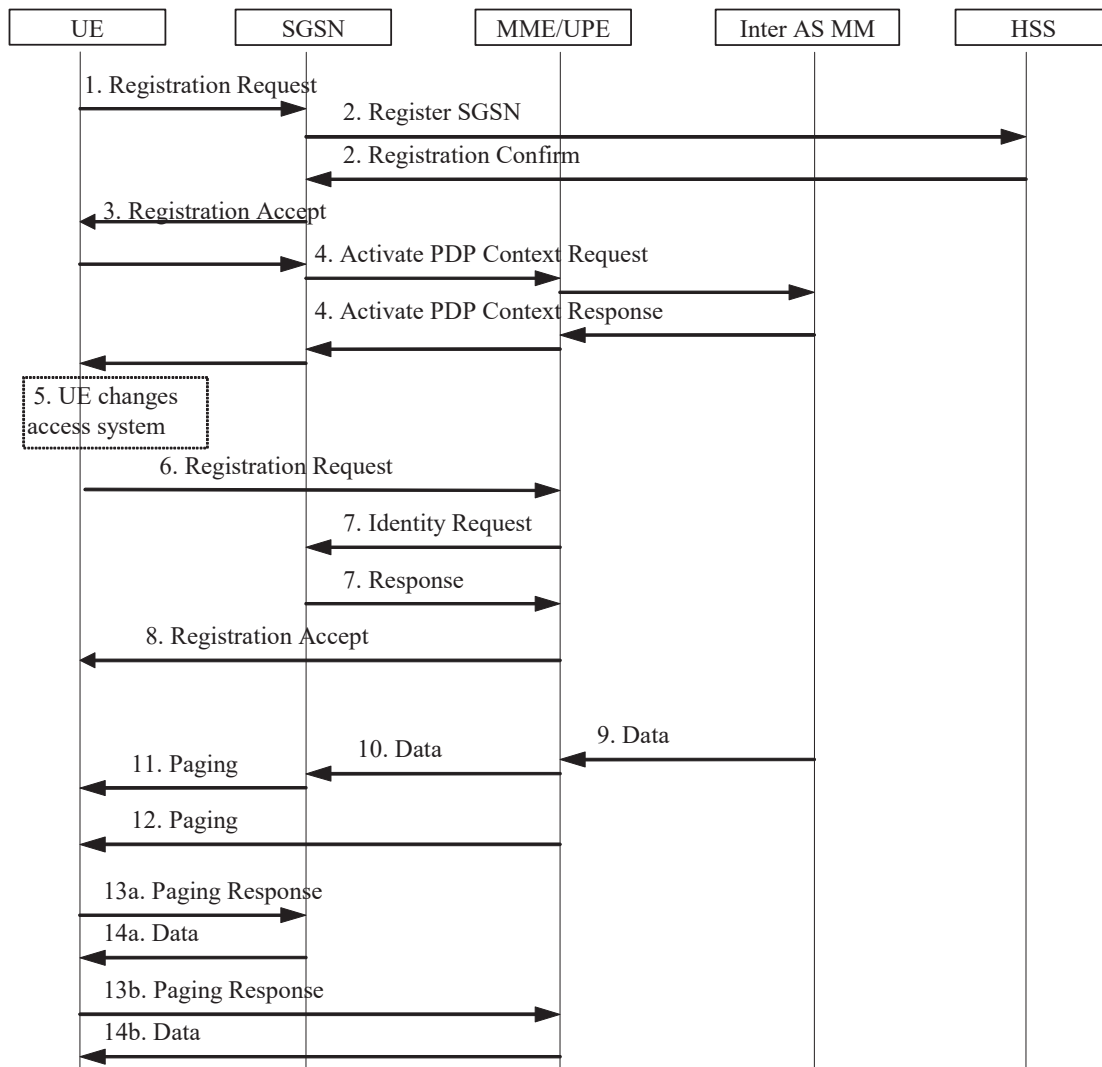 UE
SGSN
MME/UPE
Inter AS MM
HSS
1. Registration Request
2. Register SGSN
2. Registration Confirm
3. Registration Accept
4. Activate PDP Context Request
4. Activate PDP Context Response
5. UE changes
access system
6. Registration Request
7. Identity Request
7. Response
8. Registration Accept
9. Data
10. Data
11. Paging
12. Paging
13a. Paging Response
14a. Data
13b. Paging Response
14b. Data